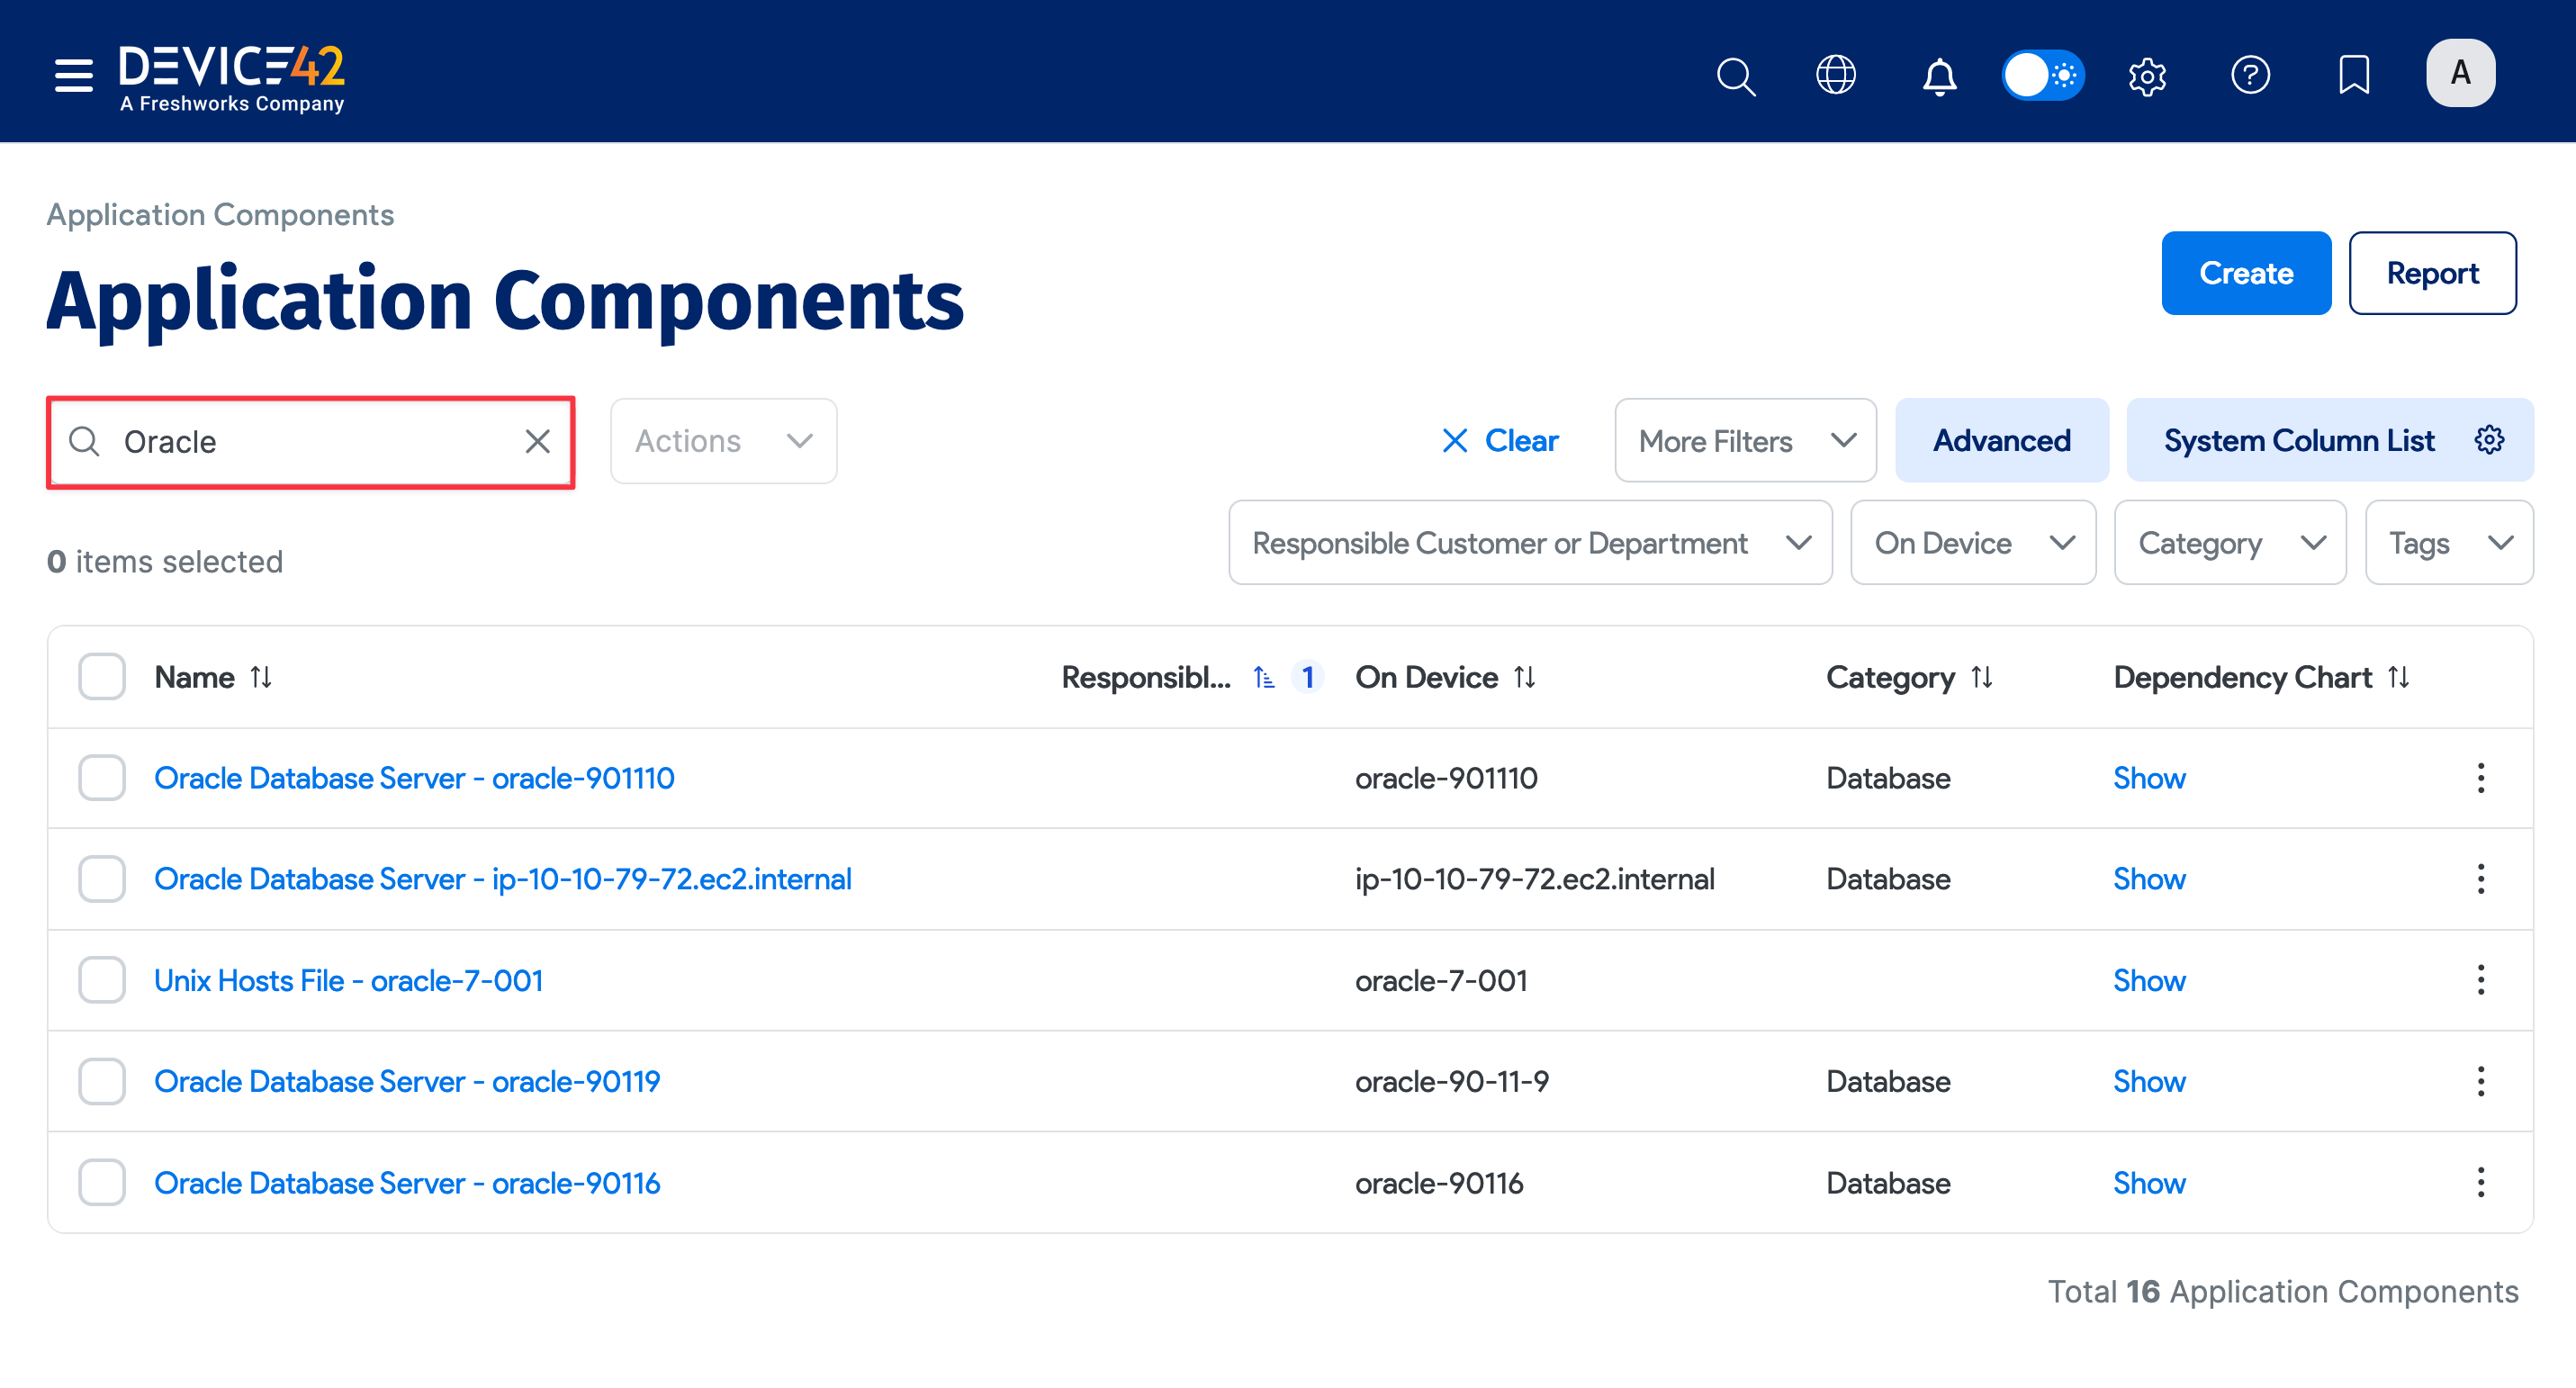 DEVICE42
A Freshworks Company
A
Application Components
Application Components
Create
Report
Oracle
Actions
Clear
More Filters
Advanced
System Column List
Responsible Customer or Department
On Device
Category
Tags
0 items selected
Name Responsibl... 1 On Device Category Dependency Chart
Oracle Database Server - oracle-901110 oracle-901110 Database Show
Oracle Database Server - ip-10-10-79-72.ec2.internal ip-10-10-79-72.ec2.internal Database Show
Unix Hosts File - oracle-7-001 oracle-7-001 Show
Oracle Database Server - oracle-90119 oracle-90-11-9 Database Show
Oracle Database Server - oracle-90116 oracle-90116 Database Show
Total 16 Application Components